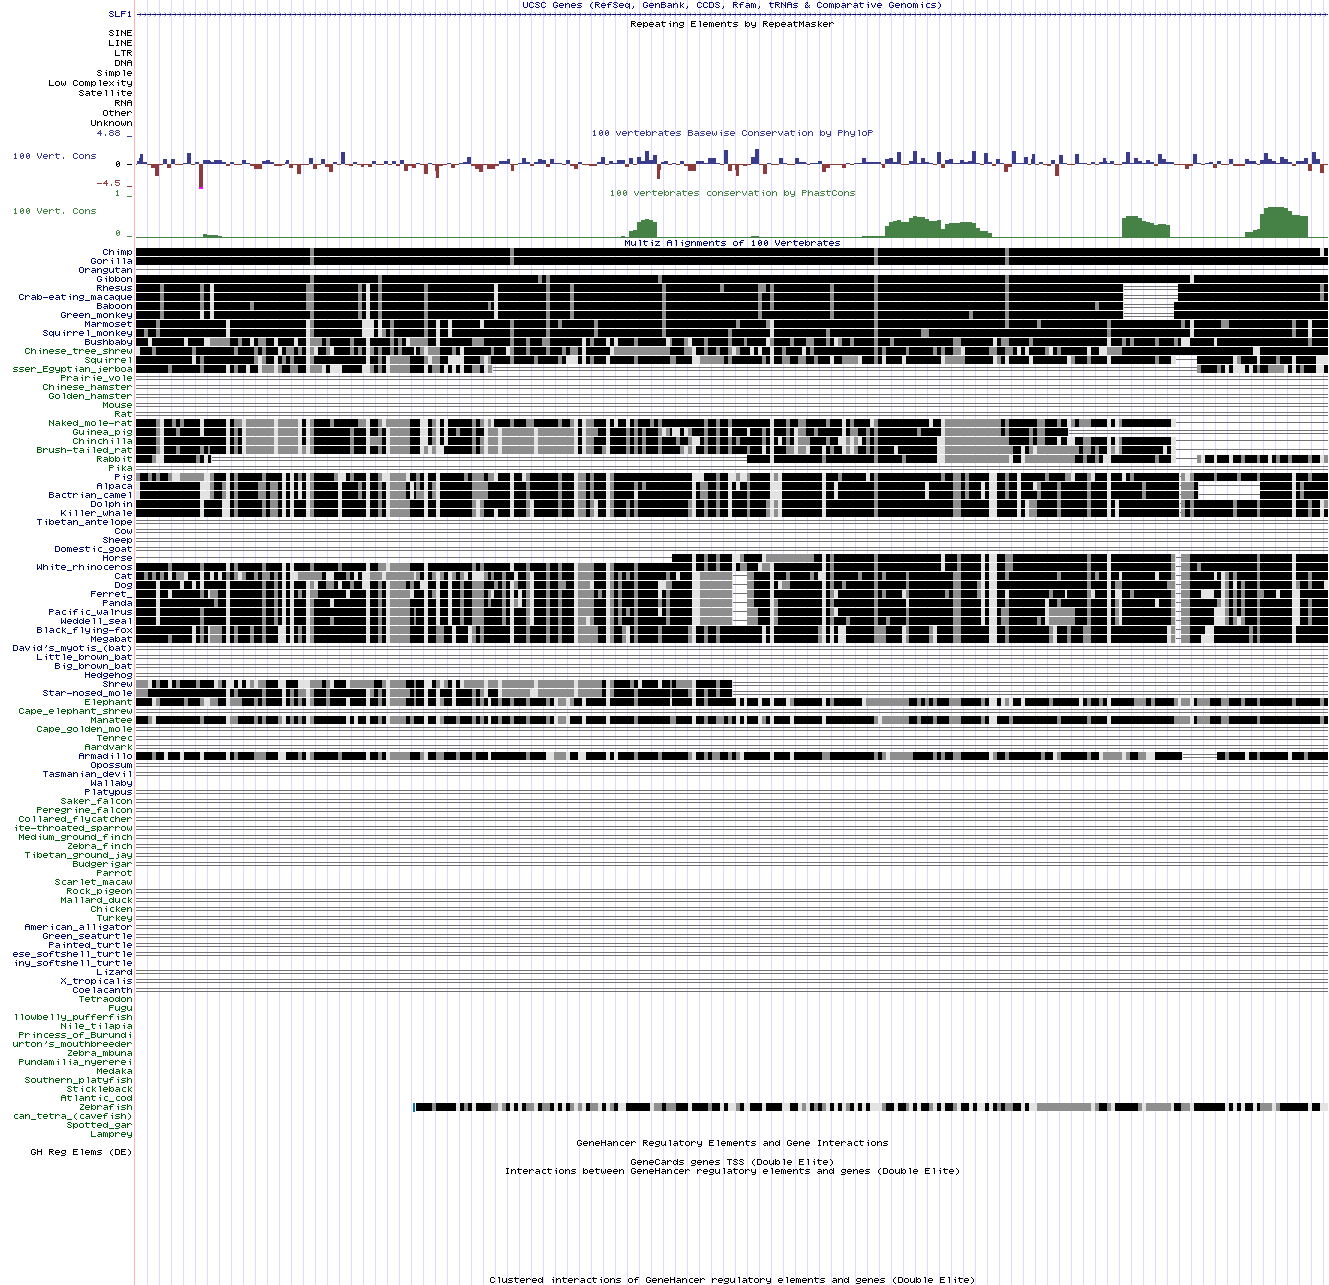 UCSC Genes (RefSeq, GenBank, CCDS, Rfam, tRNAs & Comparative Genomics)
SLF1
Repeating Elements by RepeatMasker
SINE
LINE
LTR
DNA
Simple
Low Complexity
Satellite
RNA
Other
Unknown
4.88 _
100 vertebrates Basewise Conservation by PhyloP
100 Vert. Cons
0 _
-4.5 _
1 _
100 vertebrates conservation by PhastCons
100 Vert. Cons
0 _
Multiz Alignments of 100 Vertebrates
Chimp
Gorilla
Orangutan
Gibbon
Rhesus
Crab-eating_macaque
Baboon
Green_monkey
Marmoset
Squirrel_monkey
Bushbaby
Chinese_tree_shrew
Squirrel
sser_Egyptian_jerboa
Prairie_vole
Chinese_hamster
Golden_hamster
Mouse
Rat
Naked_mole-rat
Guinea_pig
Chinchilla
Brush-tailed_rat
Rabbit
Pika
Pig
Alpaca
Bactrian_camel
Dolphin
Killer_whale
Tibetan_antelope
Cow
Sheep
Domestic_goat
Horse
White_rhinoceros
Cat
Dog
Ferret_
Panda
Pacific_walrus
Weddell_seal
Black_flying-fox
Megabat
David's_myotis_(bat)
Little_brown_bat
Big_brown_bat
Hedgehog
Shrew
Star-nosed_mole
Elephant
Cape_elephant_shrew
Manatee
Cape_golden_mole
Tenrec
Aardvark
Armadillo
Opossum
Tasmanian_devil
Wallaby
Platypus
Saker_falcon
Peregrine_falcon
Collared_flycatcher
ite-throated_sparrow
Medium_ground_finch
Zebra_finch
Tibetan_ground_jay
Budgerigar
Parrot
Scarlet_macaw
Rock_pigeon
Mallard_duck
Chicken
Turkey
American_alligator
Green_seaturtle
Painted_turtle
ese_softshell_turtle
iny_softshell_turtle
Lizard
X_tropicalis
Coelacanth
Tetraodon
Fugu
llowbelly_pufferfish
Nile_tilapia
Princess_of_Burundi
urton's_mouthbreeder
Zebra_mbuna
Pundamilia_nyererei
Medaka
Southern_platyfish
Stickleback
Atlantic_cod
Zebrafish
can_tetra_(cavefish)
Spotted_gar
Lamprey
GeneHancer Regulatory Elements and Gene Interactions
GH Reg Elems (DE)
GeneCards genes TSS (Double Elite)
Interactions between GeneHancer regulatory elements and genes (Double Elite)
Clustered interactions of GeneHancer regulatory elements and genes (Double Elite)